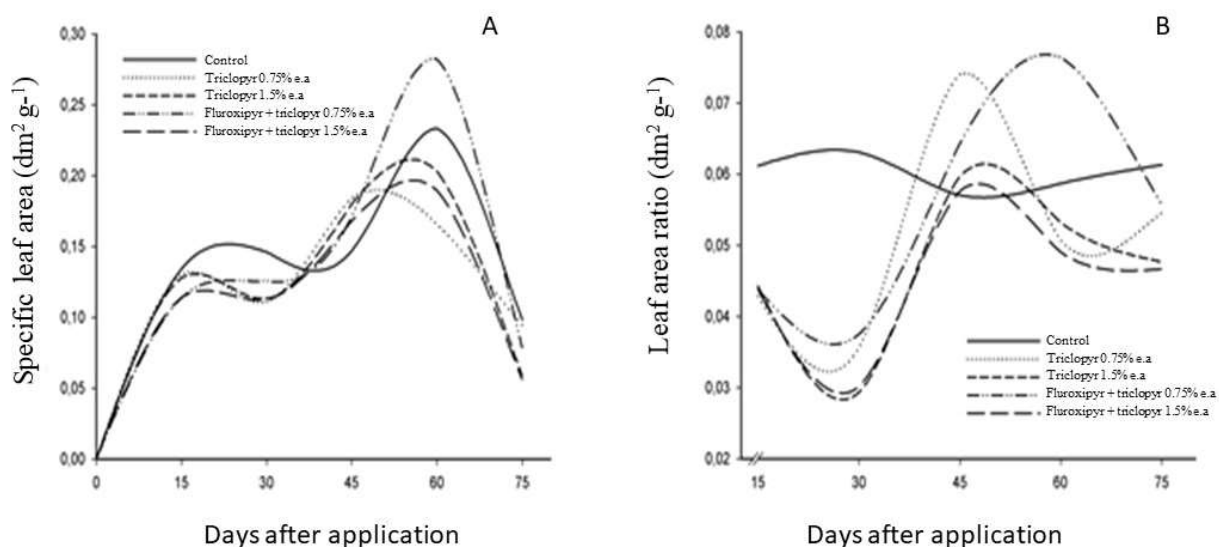 A
0,30
0,25
0,20
0,15
0,10
0,05
0,00
Specific leaf area (dm² g⁻¹)
Control
Triclopyr 0.75% e.a
Triclopyr 1.5% e.a
Fluroxipyr + triclopyr 0.75% e.a
Fluroxipyr + triclopyr 1.5% e.a
0 15 30 45 60 75
Days after application
B
0,08
0,07
0,06
0,05
0,04
0,03
0,02
Leaf area ratio (dm² g⁻¹)
Control
Triclopyr 0.75% e.a
Triclopyr 1.5% e.a
Fluroxipyr + triclopyr 0.75% e.a
Fluroxipyr + triclopyr 1.5% e.a
15 30 45 60 75
Days after application